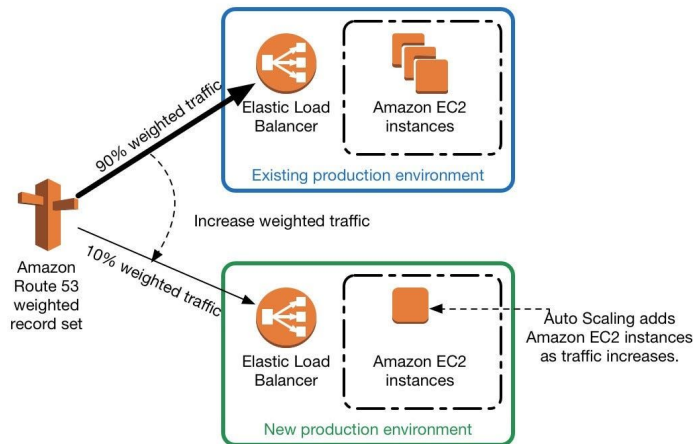 Elastic Load
Balancer
Amazon EC2
instances
Existing production environment
90% weighted traffic
Increase weighted traffic
Amazon
Route 53
weighted
record set
10% weighted traffic
Elastic Load
Balancer
Amazon EC2
instances
New production environment
Auto Scaling adds
Amazon EC2 instances
as traffic increases.